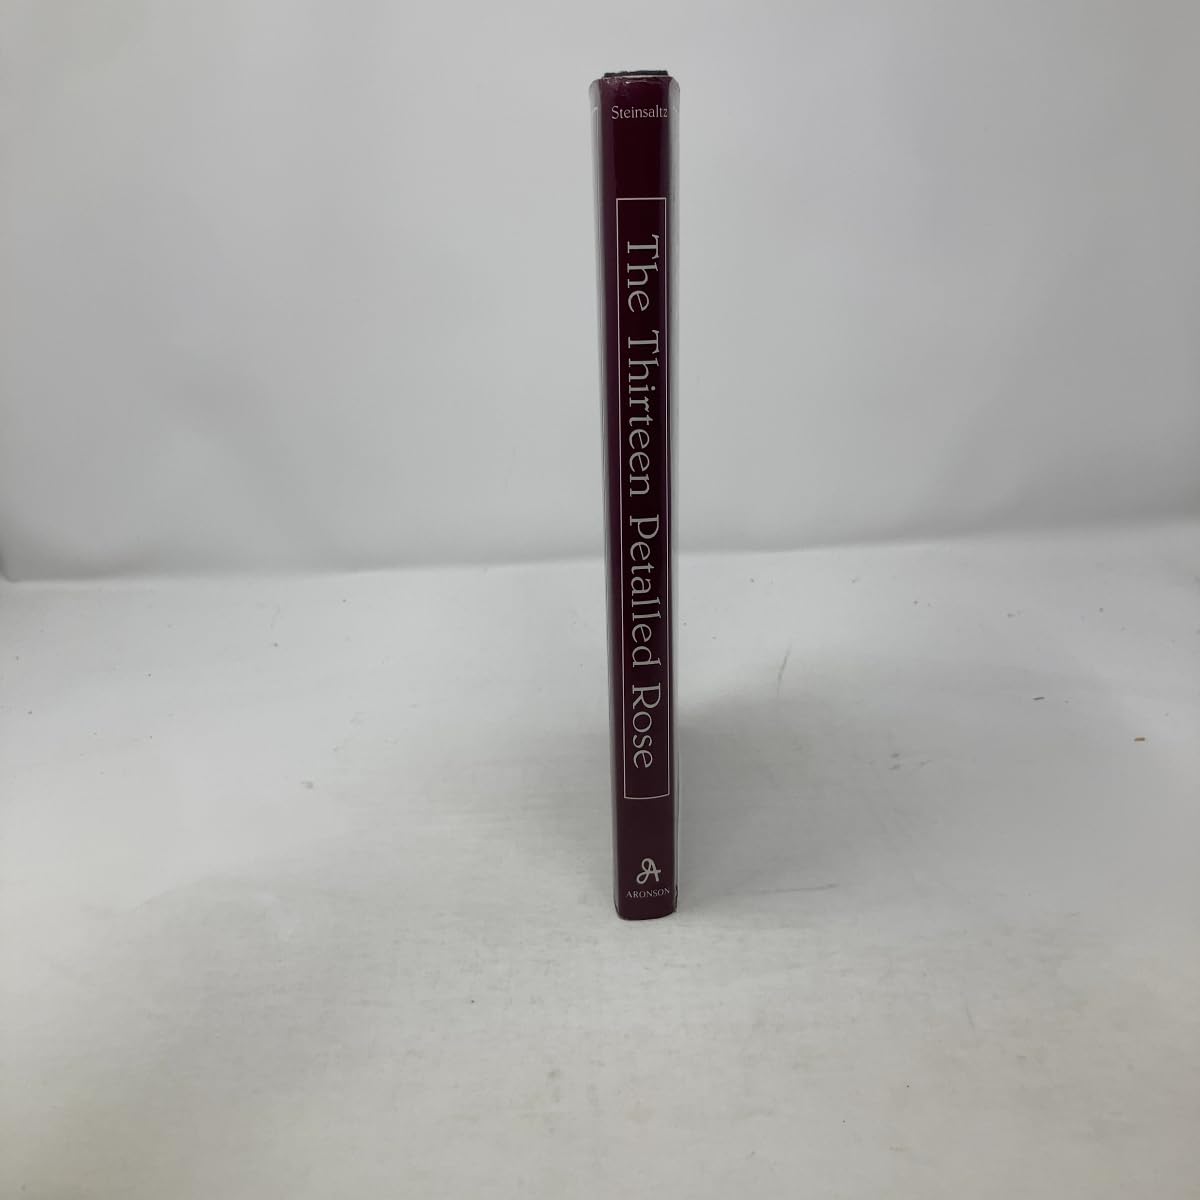 Steinsaltz
The Thirteen Petalled Rose
ARONSON